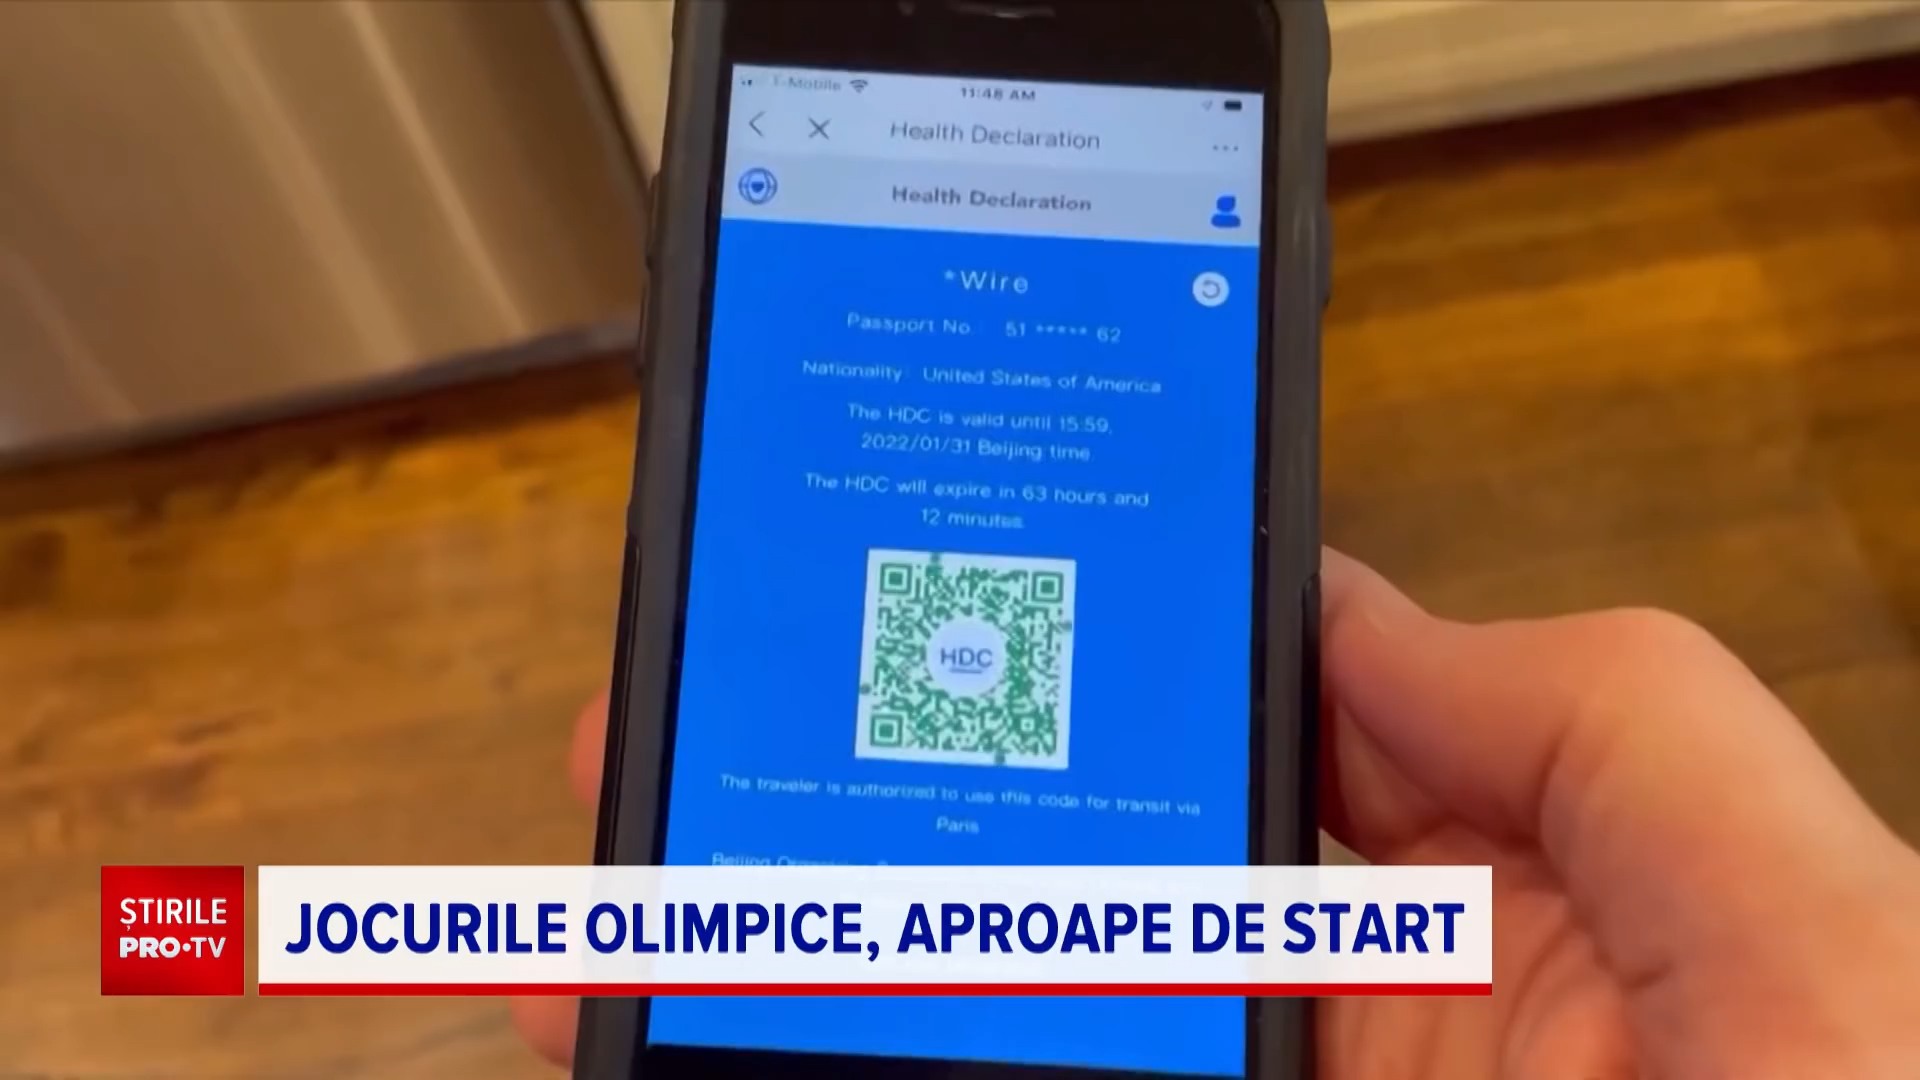 T-Mobile
11:48 AM
Health Declaration
Health Declaration
*Wire
Passport No. 51 ***** 62
Nationality: United States of America
The HDC is valid until 15:59,
2022/01/31 Beijing time
The HDC will expire in 63 hours and
12 minutes.
HDC
The traveler is authorized to use this code for transit via
Paris
Beijing
ȘTIRILE
PRO•TV
JOCURILE OLIMPICE, APROAPE DE START